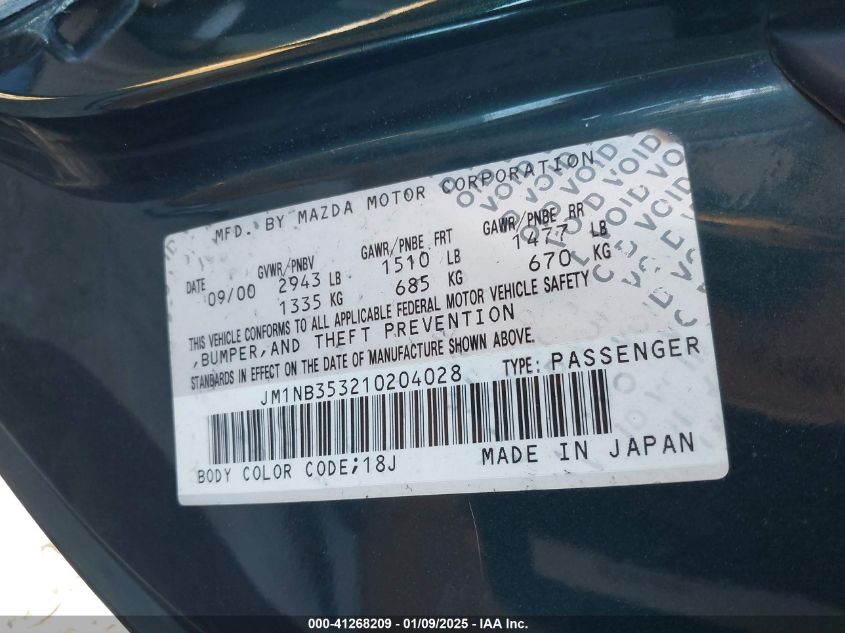 MFD. BY MAZDA MOTOR CORPORATION
DATE GVWR/PNBV GAWR/PNBE FRT GAWR/PNBE RR
09/00 2943 LB 1510 LB 1477 LB
1335 KG 685 KG 670 KG
THIS VEHICLE CONFORMS TO ALL APPLICABLE FEDERAL MOTOR VEHICLE SAFETY
,BUMPER,AND THEFT PREVENTION
STANDARDS IN EFFECT ON THE DATE OF MANUFACTURE SHOWN ABOVE.
JM1NB353210204028 TYPE: PASSENGER
BODY COLOR CODE;18J MADE IN JAPAN
VOID VOID VOID
000-41268209 - 01/09/2025 - IAA Inc.